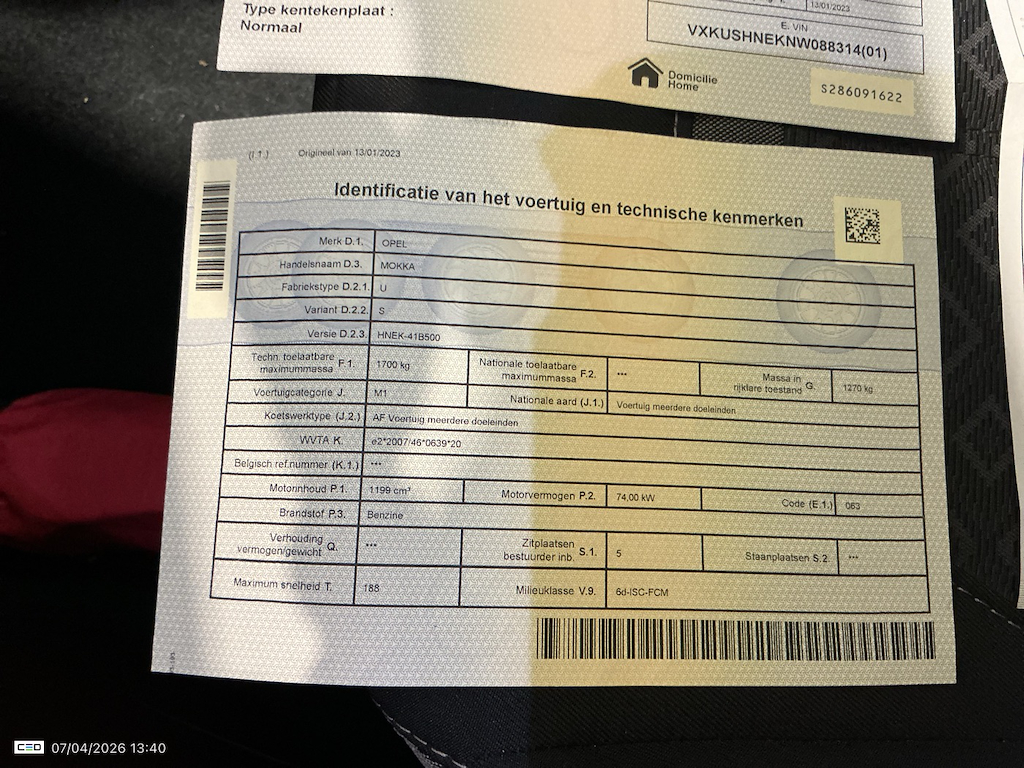 Type kentekenplaat :
Normaal
13/01/2023
E. VIN
VXKUSHNEKNW088314(01)
Domicilie
Home
S286091622
(I 1.) Origineel van 13/01/2023
Identificatie van het voertuig en technische kenmerken
Merk D.1. OPEL
Handelsnaam D.3. MOKKA
Fabriekstype D.2.1. U
Variant D.2.2. S
Versie D.2.3. HNEK-41B500
Techn. toelaatbare maximummassa F.1. 1700 kg Nationale toelaatbare maximummassa F.2. *** Massa in rijklare toestand G. 1270 kg
Voertuigcategorie J. M1 Nationale aard (J.1.) Voertuig meerdere doeleinden
Koetswerktype (J.2.) AF Voertuig meerdere doeleinden
WVTA K. e2*2007/46*0639*20
Belgisch ref.nummer (K.1.) ***
Motorinhoud P.1. 1199 cm³ Motorvermogen P.2. 74,00 kW Code (E.1.) 063
Brandstof P.3. Benzine
Verhouding vermogen/gewicht Q. *** Zitplaatsen bestuurder inb. S.1. 5 Staanplaatsen S.2. ***
Maximum snelheid T. 188 Milieuklasse V.9. 6d-ISC-FCM
CEO 07/04/2026 13:40